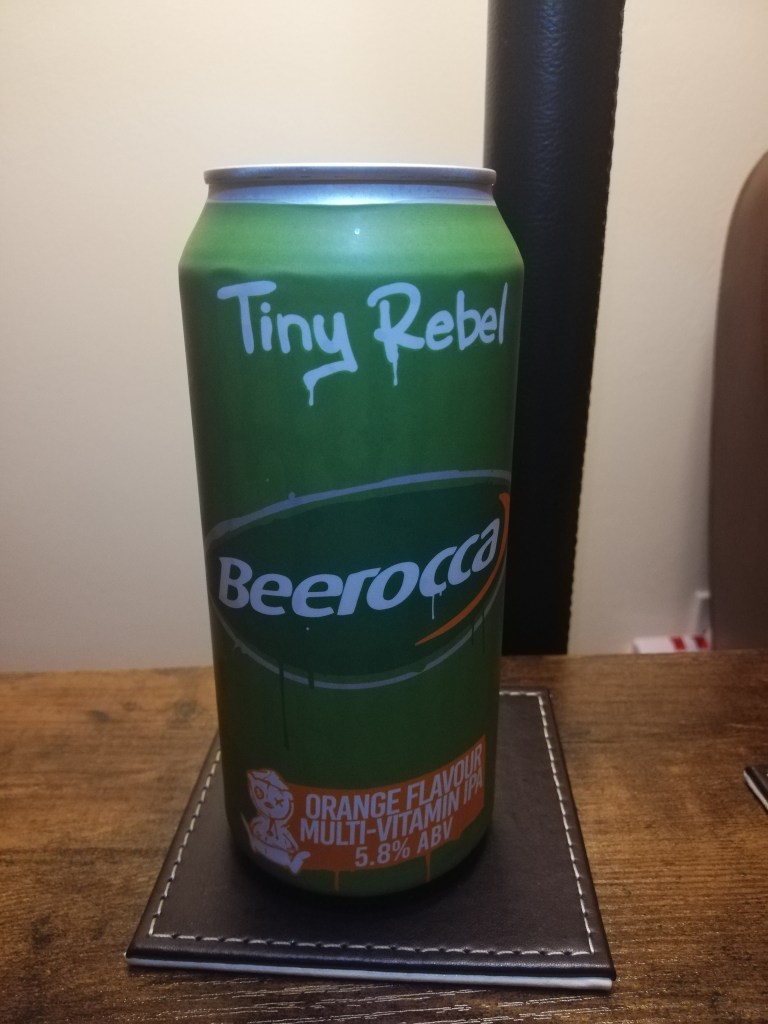 Tiny Rebel
Beerocca
ORANGE FLAVOUR
MULTI-VITAMIN IPA
5.8% ABV